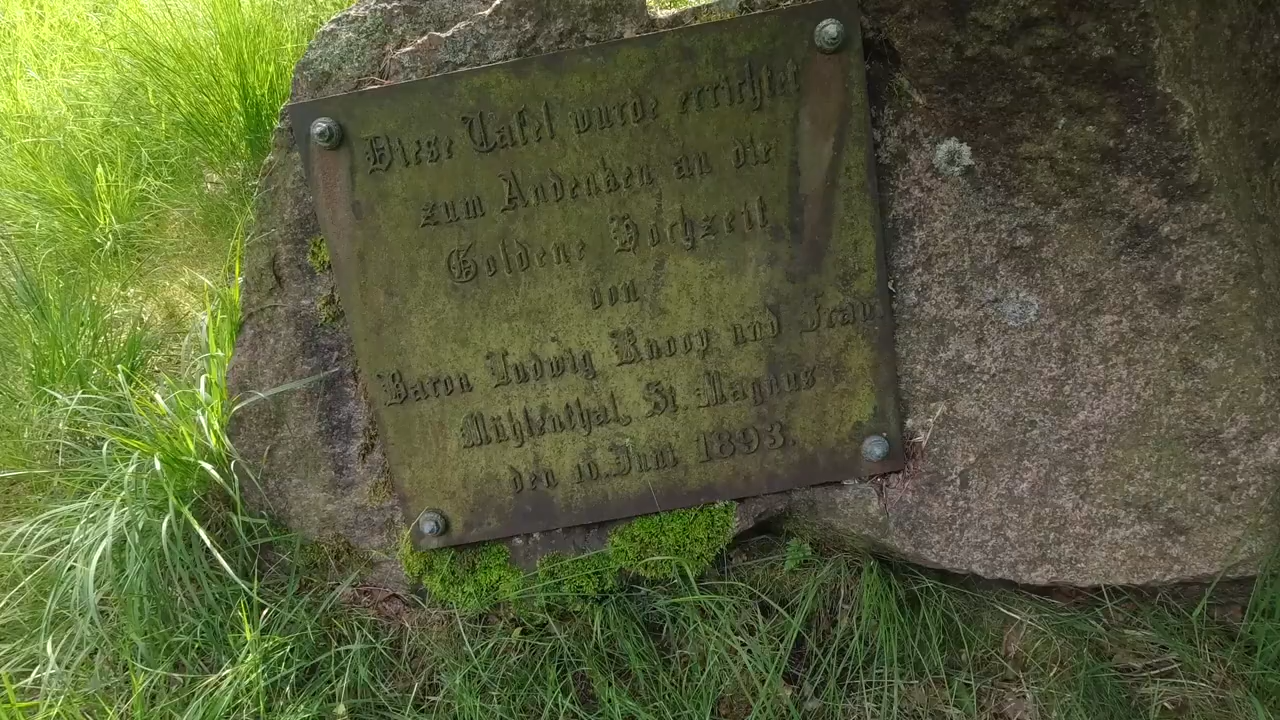 Diese Tafel wurde errichtet
zum Andenken an die
Goldene Hochzeit
von
Baron Ludwig Knoop und Frau
Mühlenthal, St. Magnus
den 10. Juni 1893.